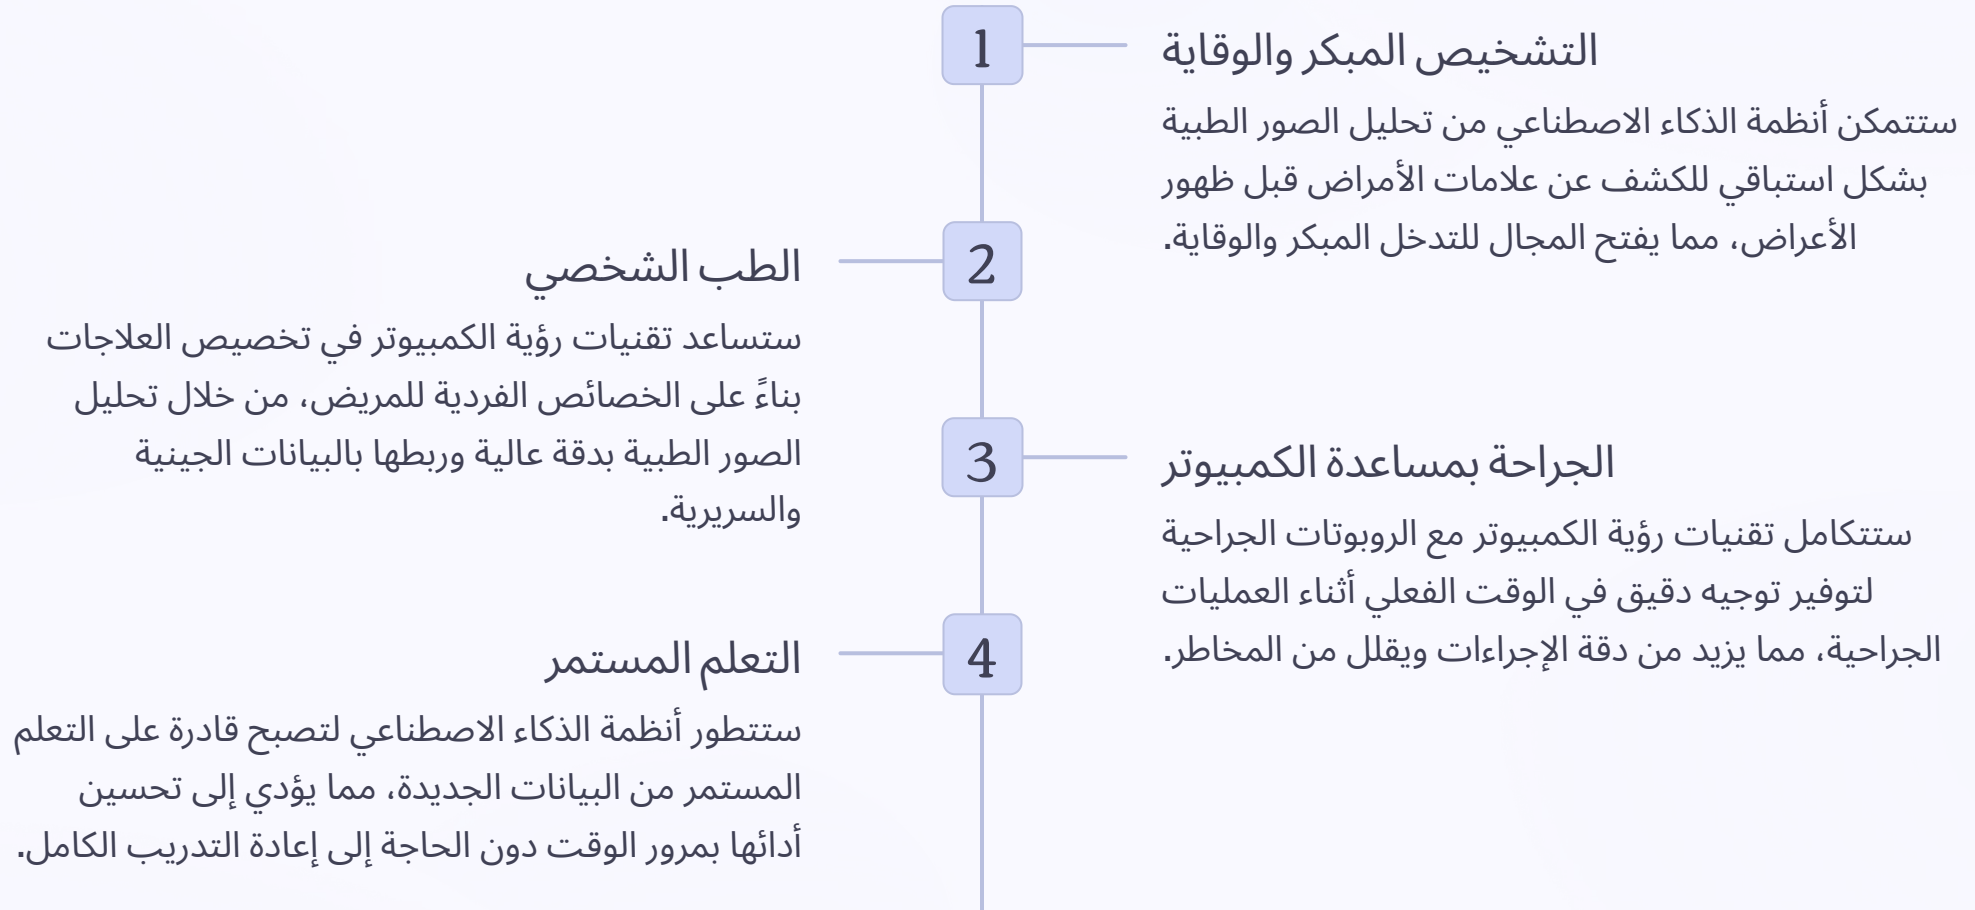 1
التشخيص المبكر والوقاية
ستتمكن أنظمة الذكاء الاصطناعي من تحليل الصور الطبية
بشكل استباقي للكشف عن علامات الأمراض قبل ظهور
الأعراض، مما يفتح المجال للتدخل المبكر والوقاية.
2
الطب الشخصي
ستساعد تقنيات رؤية الكمبيوتر في تخصيص العلاجات
بناءً على الخصائص الفردية للمريض، من خلال تحليل
الصور الطبية بدقة عالية وربطها بالبيانات الجينية
والسريرية.
3
الجراحة بمساعدة الكمبيوتر
ستتكامل تقنيات رؤية الكمبيوتر مع الروبوتات الجراحية
لتوفير توجيه دقيق في الوقت الفعلي أثناء العمليات
الجراحية، مما يزيد من دقة الإجراءات ويقلل من المخاطر.
4
التعلم المستمر
ستتطور أنظمة الذكاء الاصطناعي لتصبح قادرة على التعلم
المستمر من البيانات الجديدة، مما يؤدي إلى تحسين
أدائها بمرور الوقت دون الحاجة إلى إعادة التدريب الكامل.